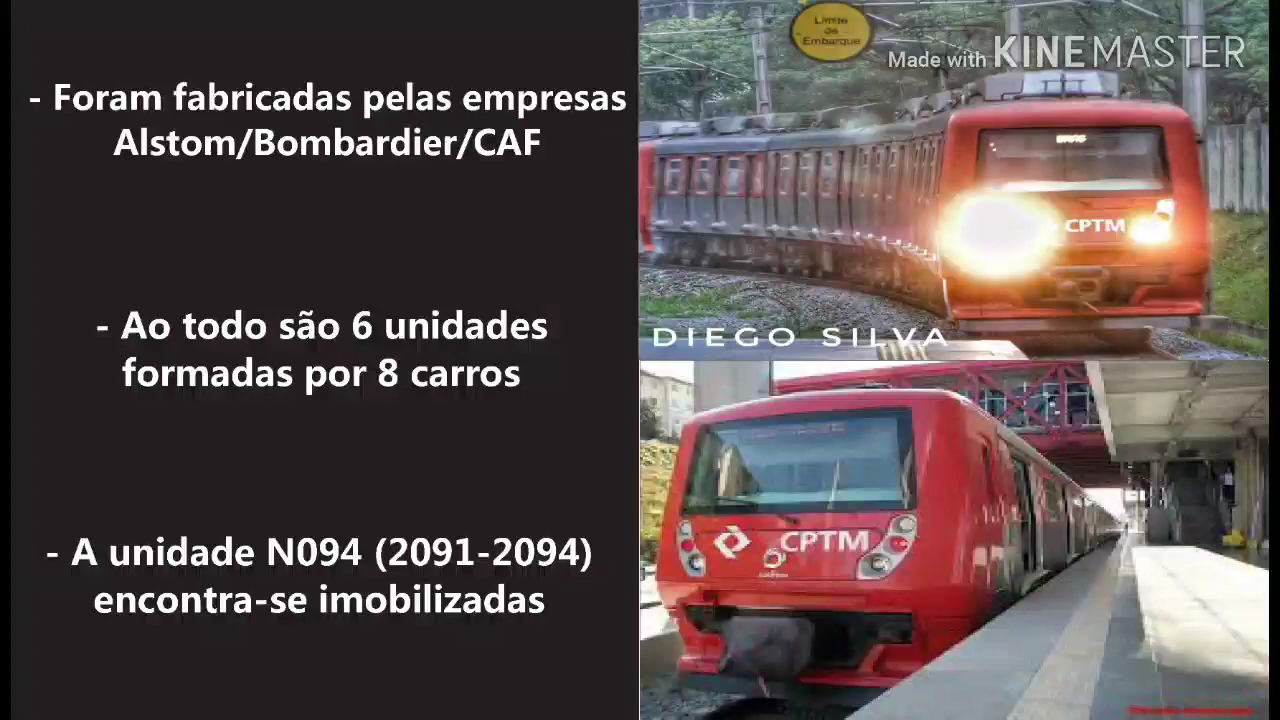 - Foram fabricadas pelas empresas
Alstom/Bombardier/CAF
- Ao todo são 6 unidades
formadas por 8 carros
- A unidade N094 (2091-2094)
encontra-se imobilizadas
Limite
de
Embarque
Made with KINEMASTER
CPTM
DIEGO SILVA
CPTM